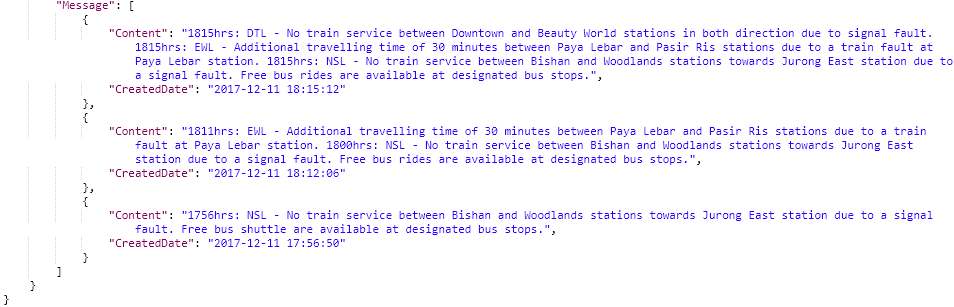 "Message": [
{
"Content": "1815hrs: DTL - No train service between Downtown and Beauty World stations in both direction due to signal fault.
1815hrs: EWL - Additional travelling time of 30 minutes between Paya Lebar and Pasir Ris stations due to a train fault at
Paya Lebar station. 1815hrs: NSL - No train service between Bishan and Woodlands stations towards Jurong East station due to
a signal fault. Free bus rides are available at designated bus stops.",
"CreatedDate": "2017-12-11 18:15:12"
},
{
"Content": "1811hrs: EWL - Additional travelling time of 30 minutes between Paya Lebar and Pasir Ris stations due to a train
fault at Paya Lebar station. 1800hrs: NSL - No train service between Bishan and Woodlands stations towards Jurong East
station due to a signal fault. Free bus rides are available at designated bus stops.",
"CreatedDate": "2017-12-11 18:12:06"
},
{
"Content": "1756hrs: NSL - No train service between Bishan and Woodlands stations towards Jurong East station due to a signal
fault. Free bus shuttle are available at designated bus stops.",
"CreatedDate": "2017-12-11 17:56:50"
}
]
}
}